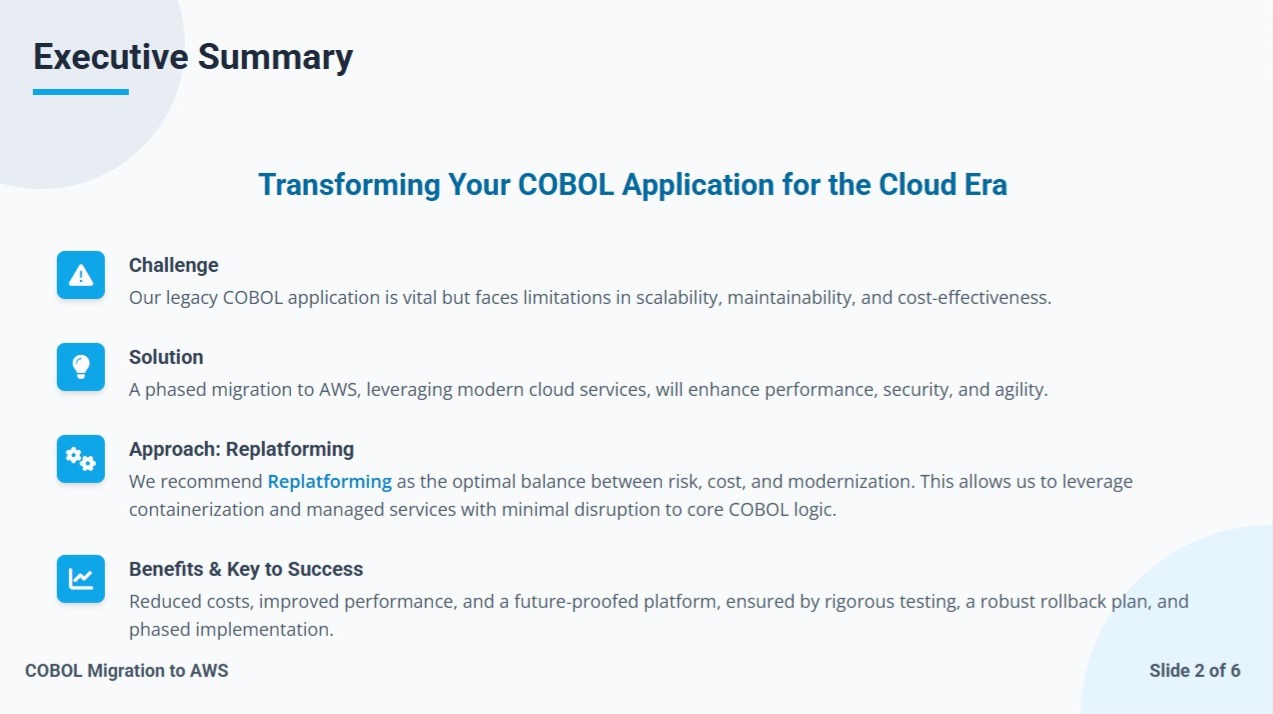 Executive Summary
Transforming Your COBOL Application for the Cloud Era
Challenge
Our legacy COBOL application is vital but faces limitations in scalability, maintainability, and cost-effectiveness.
Solution
A phased migration to AWS, leveraging modern cloud services, will enhance performance, security, and agility.
Approach: Replatforming
We recommend Replatforming as the optimal balance between risk, cost, and modernization. This allows us to leverage
containerization and managed services with minimal disruption to core COBOL logic.
Benefits & Key to Success
Reduced costs, improved performance, and a future-proofed platform, ensured by rigorous testing, a robust rollback plan, and
phased implementation.
COBOL Migration to AWS
Slide 2 of 6